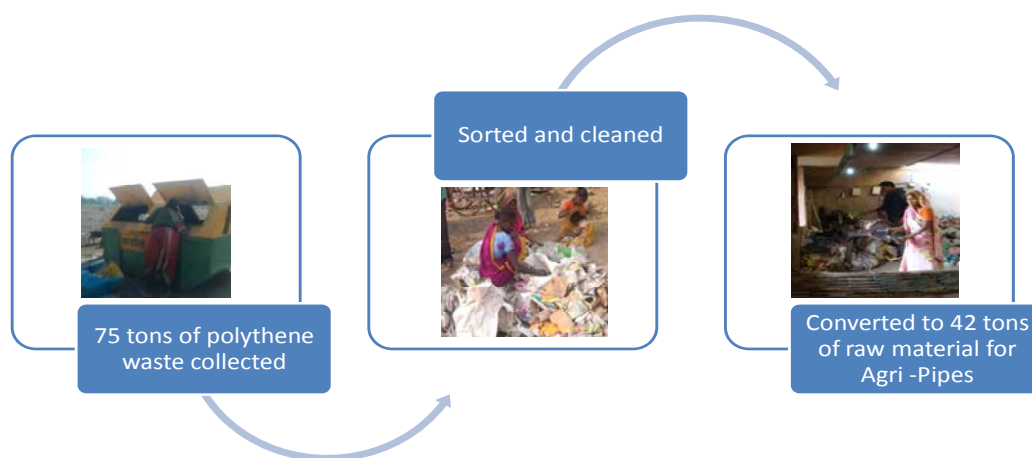 75 tons of polythene
waste collected
Sorted and cleaned
Converted to 42 tons
of raw material for
Agri -Pipes